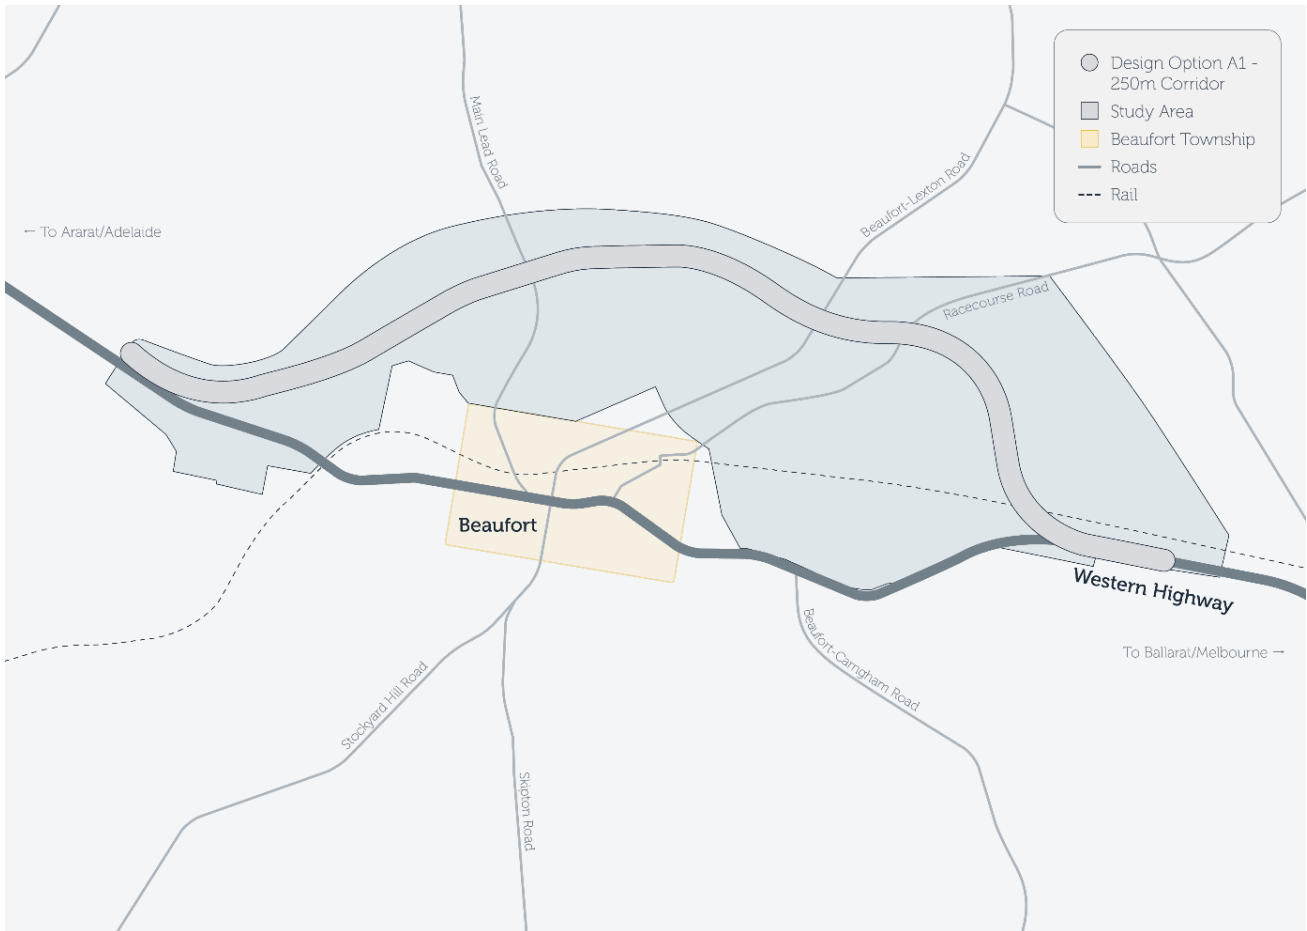 Design Option A1 -
250m Corridor
Study Area
Beaufort Township
Roads
Rail
Main Lead Road
Beaufort-Lexton Road
← To Ararat/Adelaide
Racecourse Road
Beaufort
Western Highway
To Ballarat/Melbourne →
Beaufort-Carngham Road
Stockyard Hill Road
Skipton Road